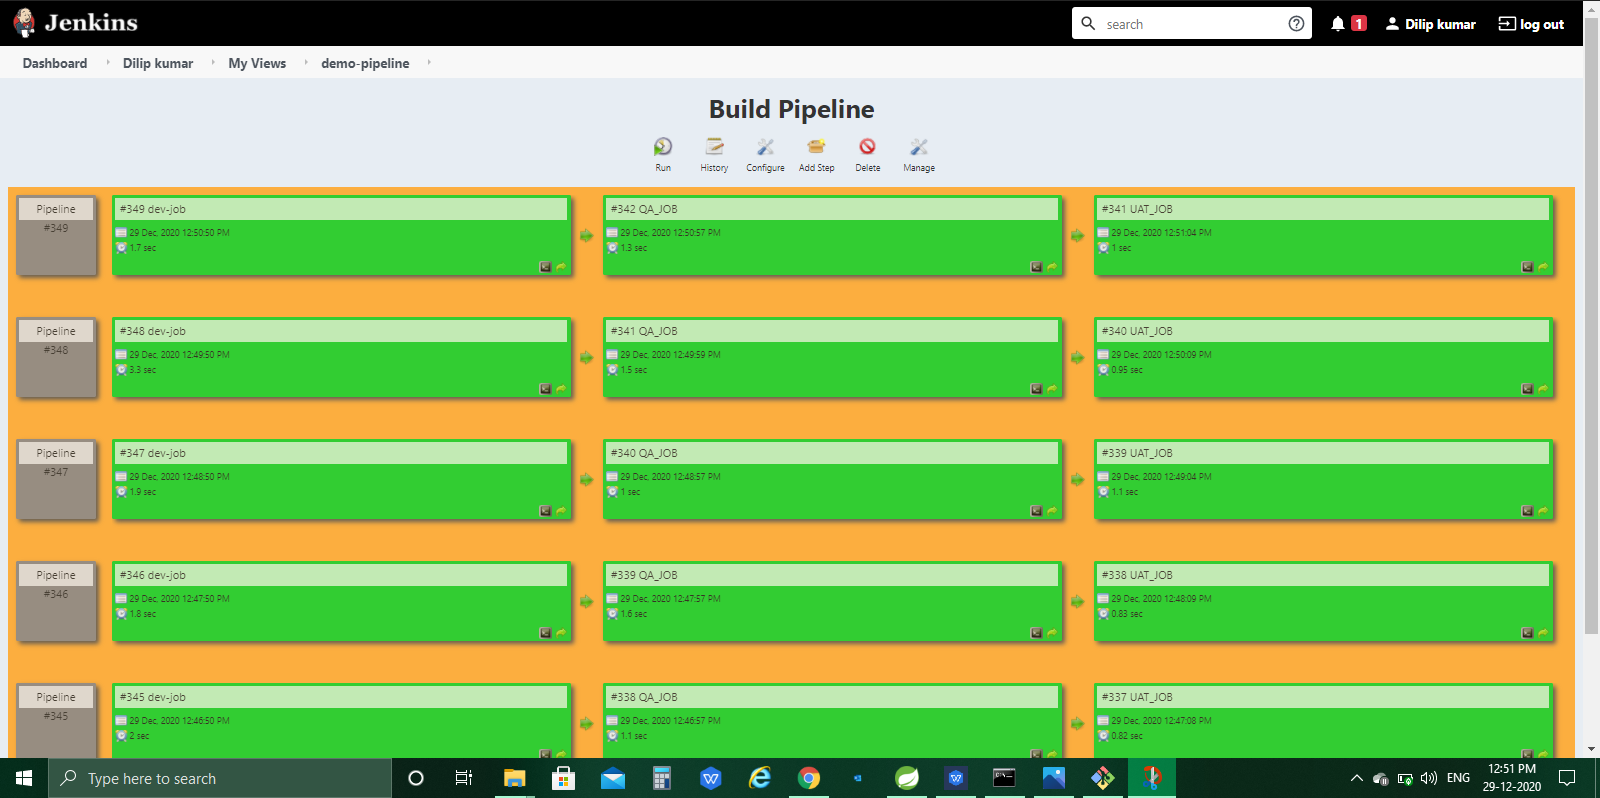 Jenkins
search
1
Dilip kumar
log out
Dashboard
Dilip kumar
My Views
demo-pipeline
Build Pipeline
Run
History
Configure
Add Step
Delete
Manage
Pipeline
#349
#349 dev-job
29 Dec, 2020 12:50:50 PM
1.7 sec
#342 QA_JOB
29 Dec, 2020 12:50:57 PM
1.3 sec
#341 UAT_JOB
29 Dec, 2020 12:51:04 PM
1 sec
Pipeline
#348
#348 dev-job
29 Dec, 2020 12:49:50 PM
3.3 sec
#341 QA_JOB
29 Dec, 2020 12:49:59 PM
1.5 sec
#340 UAT_JOB
29 Dec, 2020 12:50:09 PM
0.95 sec
Pipeline
#347
#347 dev-job
29 Dec, 2020 12:48:50 PM
1.9 sec
#340 QA_JOB
29 Dec, 2020 12:48:57 PM
1 sec
#339 UAT_JOB
29 Dec, 2020 12:49:04 PM
1.1 sec
Pipeline
#346
#346 dev-job
29 Dec, 2020 12:47:50 PM
1.8 sec
#339 QA_JOB
29 Dec, 2020 12:47:57 PM
1.6 sec
#338 UAT_JOB
29 Dec, 2020 12:48:09 PM
0.83 sec
Pipeline
#345
#345 dev-job
29 Dec, 2020 12:46:50 PM
2 sec
#338 QA_JOB
29 Dec, 2020 12:46:57 PM
1.1 sec
#337 UAT_JOB
29 Dec, 2020 12:47:08 PM
0.82 sec
Type here to search
ENG
12:51 PM
29-12-2020